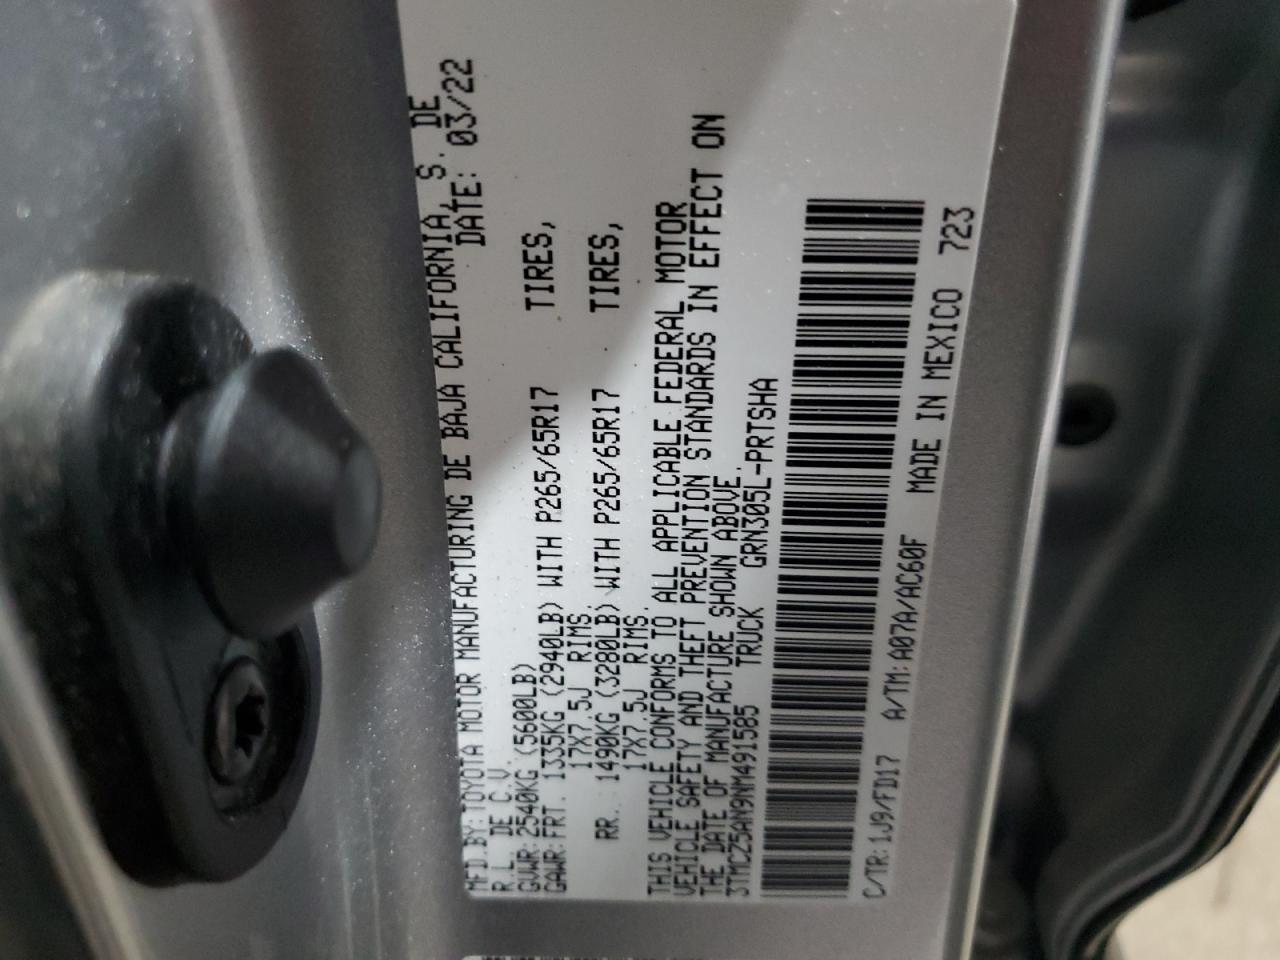 MFD.BY:TOYOTA MOTOR MANUFACTURING DE BAJA CALIFORNIA, S. DE
R.L. DE C.V. DATE: 03/22
GVWR:2540KG (5600LB)
GAWR:FRT. 1335KG (2940LB) WITH P265/65R17 TIRES,
17X7.5J RIMS.
RR. 1490KG (3280LB) WITH P265/65R17 TIRES,
17X7.5J RIMS.
THIS VEHICLE CONFORMS TO ALL APPLICABLE FEDERAL MOTOR
VEHICLE SAFETY AND THEFT PREVENTION STANDARDS IN EFFECT ON
THE DATE OF MANUFACTURE SHOWN ABOVE.
3TMCZ5AN9NM491585 TRUCK GRN305L-PRTSHA
C/TR:1J9/FD17 A/TM:A07A/AC60F MADE IN MEXICO 723